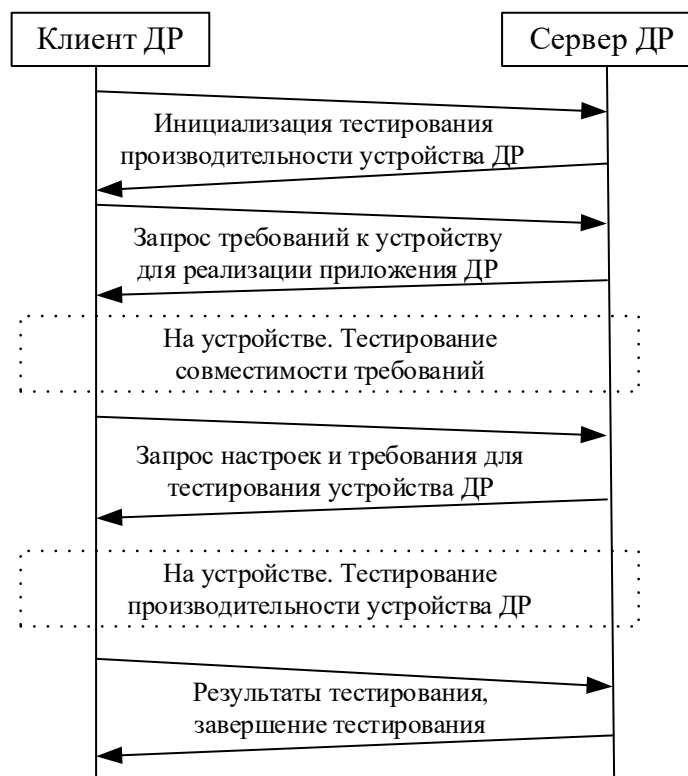 Клиент ДР
Сервер ДР
Инициализация тестирования
производительности устройства ДР
Запрос требований к устройству
для реализации приложения ДР
На устройстве. Тестирование
совместимости требований
Запрос настроек и требования для
тестирования устройства ДР
На устройстве. Тестирование
производительности устройства ДР
Результаты тестирования,
завершение тестирования